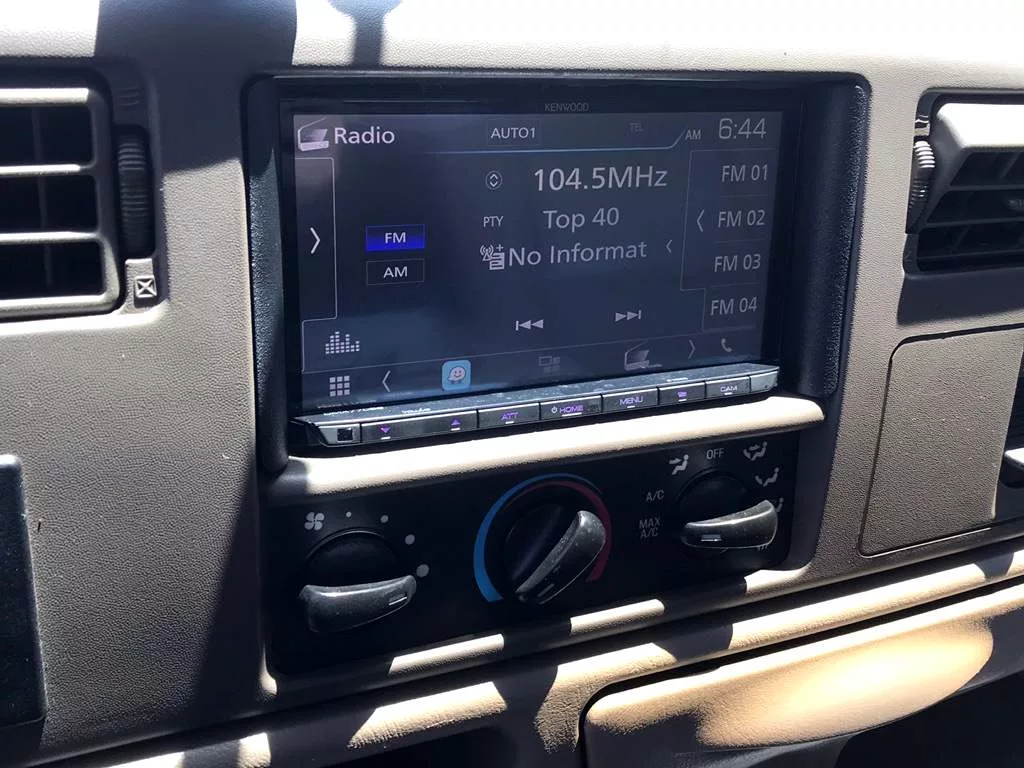 KENWOOD
Radio
AUTO1
TEL
AM 6:44
104.5MHz
FM 01
PTY Top 40
FM 02
FM
No Informat
AM
FM 03
FM 04
ATT
HOME
MENU
CAM
OFF
A/C
MAX
A/C